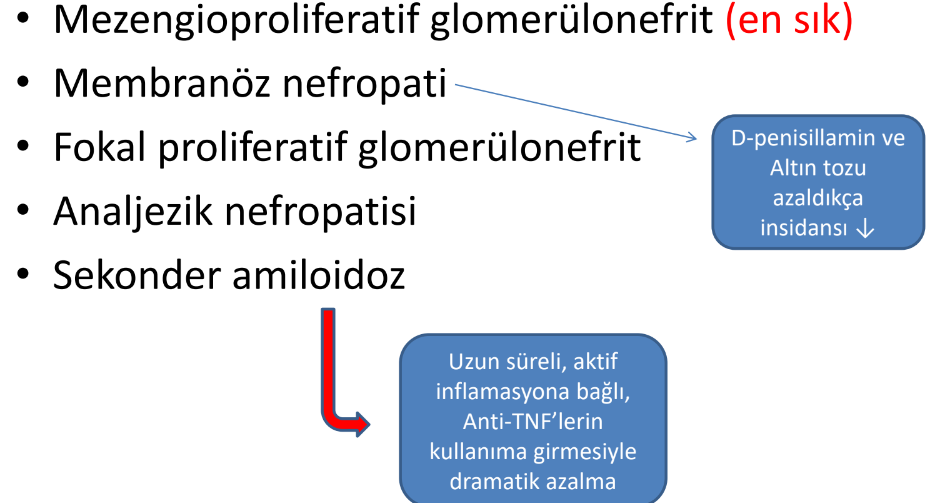 • Mezengioproliferatif glomerülonefrit (en sık)
• Membranöz nefropati
• Fokal proliferatif glomerülonefrit
• Analjezik nefropatisi
• Sekonder amiloidoz
D-penisillamin ve
Altın tozu
azaldıkça
insidansı ↓
Uzun süreli, aktif
inflamasyona bağlı,
Anti-TNF'lerin
kullanıma girmesiyle
dramatik azalma